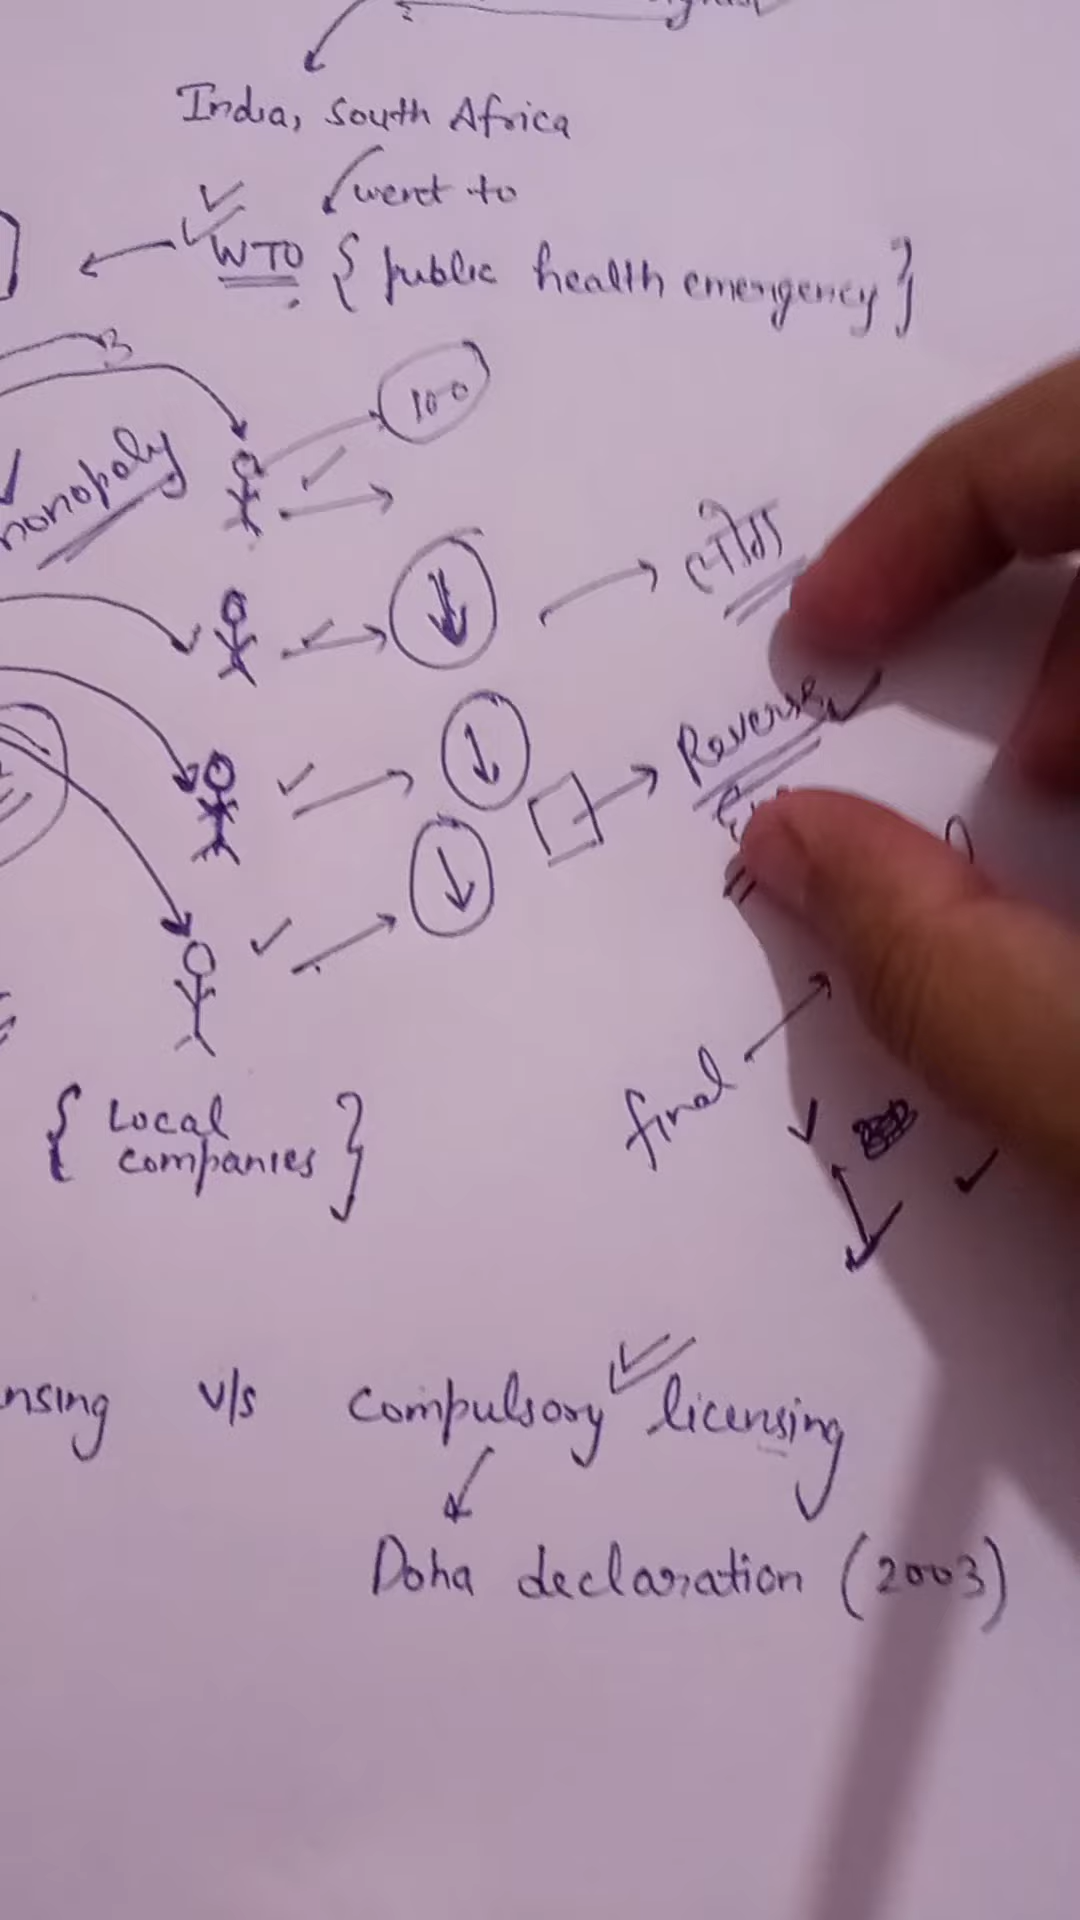 India, South Africa
went to
WTO { public health emergency }
100
monopoly
लोग
Reverse
final
{ Local
companies }
v/s compulsory licensing
Doha declaration (2003)